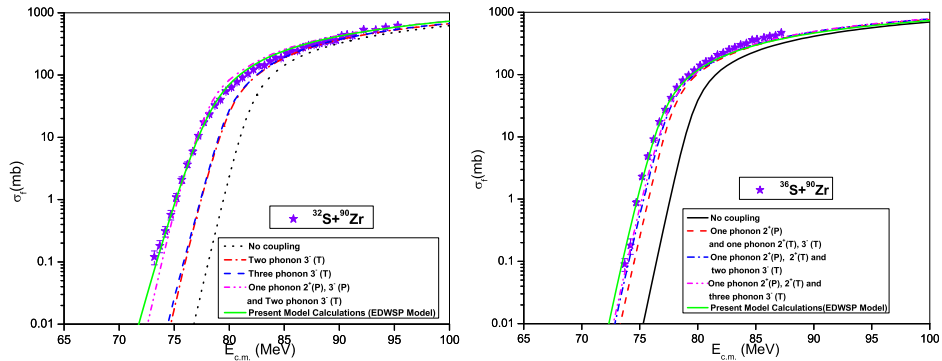 1000
100
10
1
0.1
0.01
σf(mb)
65 70 75 80 85 90 95 100
Ec.m. (MeV)
32S+90Zr
No coupling
Two phonon 3-(T)
Three phonon 3-(T)
One phonon 2+(P), 3-(P)
and Two phonon 3-(T)
Present Model Calculations (EDWSP Model)
1000
100
10
1
0.1
0.01
σf(mb)
65 70 75 80 85 90 95 100
Ec.m. (MeV)
36S+90Zr
No coupling
One phonon 2+(P)
and one phonon 2+(T), 3-(T)
One phonon 2+(P), 2+(T) and
two phonon 3-(T)
One phonon 2+(P), 2+(T) and
three phonon 3-(T)
Present Model Calculations(EDWSP Model)